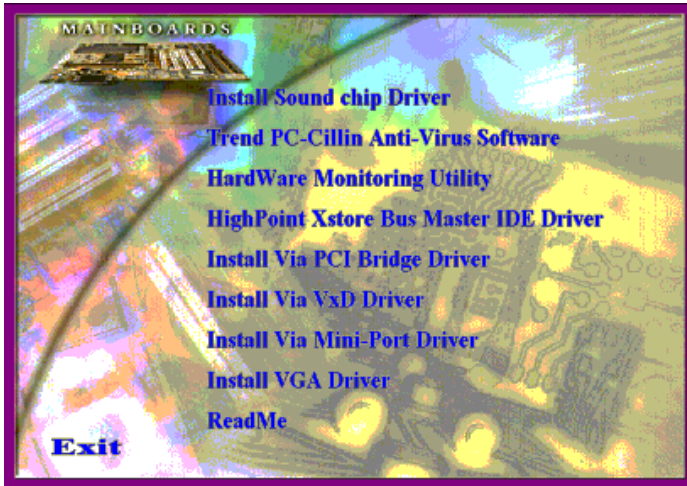 MAINBOARDS
Install Sound chip Driver
Trend PC-Cillin Anti-Virus Software
HardWare Monitoring Utility
HighPoint Xstore Bus Master IDE Driver
Install Via PCI Bridge Driver
Install Via VxD Driver
Install Via Mini-Port Driver
Install VGA Driver
ReadMe
Exit